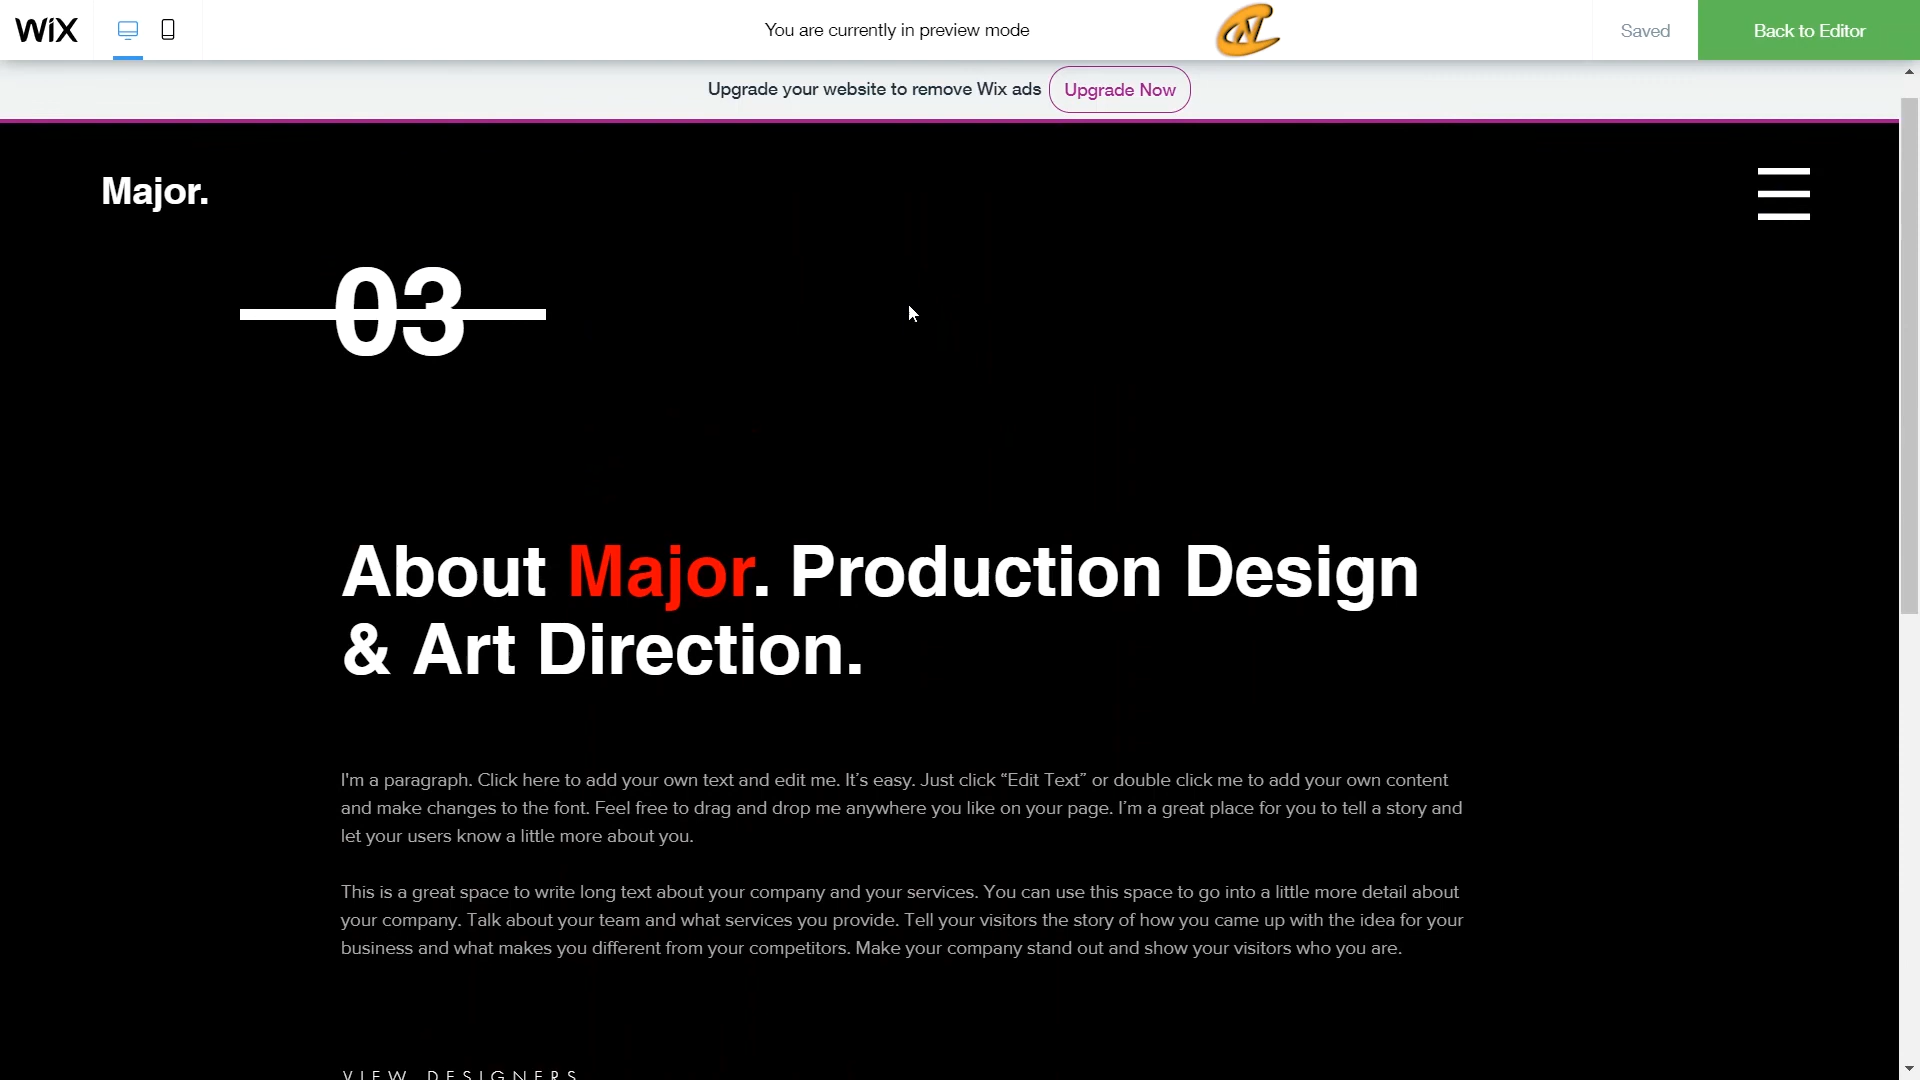 WiX
You are currently in preview mode
Saved
Back to Editor
Upgrade your website to remove Wix ads
Upgrade Now
Major.
03
About Major. Production Design
& Art Direction.
I'm a paragraph. Click here to add your own text and edit me. It’s easy. Just click “Edit Text” or double click me to add your own content
and make changes to the font. Feel free to drag and drop me anywhere you like on your page. I’m a great place for you to tell a story and
let your users know a little more about you.
This is a great space to write long text about your company and your services. You can use this space to go into a little more detail about
your company. Talk about your team and what services you provide. Tell your visitors the story of how you came up with the idea for your
business and what makes you different from your competitors. Make your company stand out and show your visitors who you are.
VIEW DESIGNERS